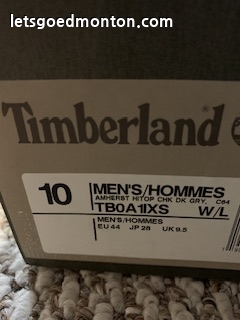 letsgoedmonton.com
Timberland
10
MEN'S/HOMMES
AMHERST HITOP CHK DK GRY, C64
TB0A1IXS W/L
MEN'S/HOMMES
EU 44 JP 28 UK 9.5